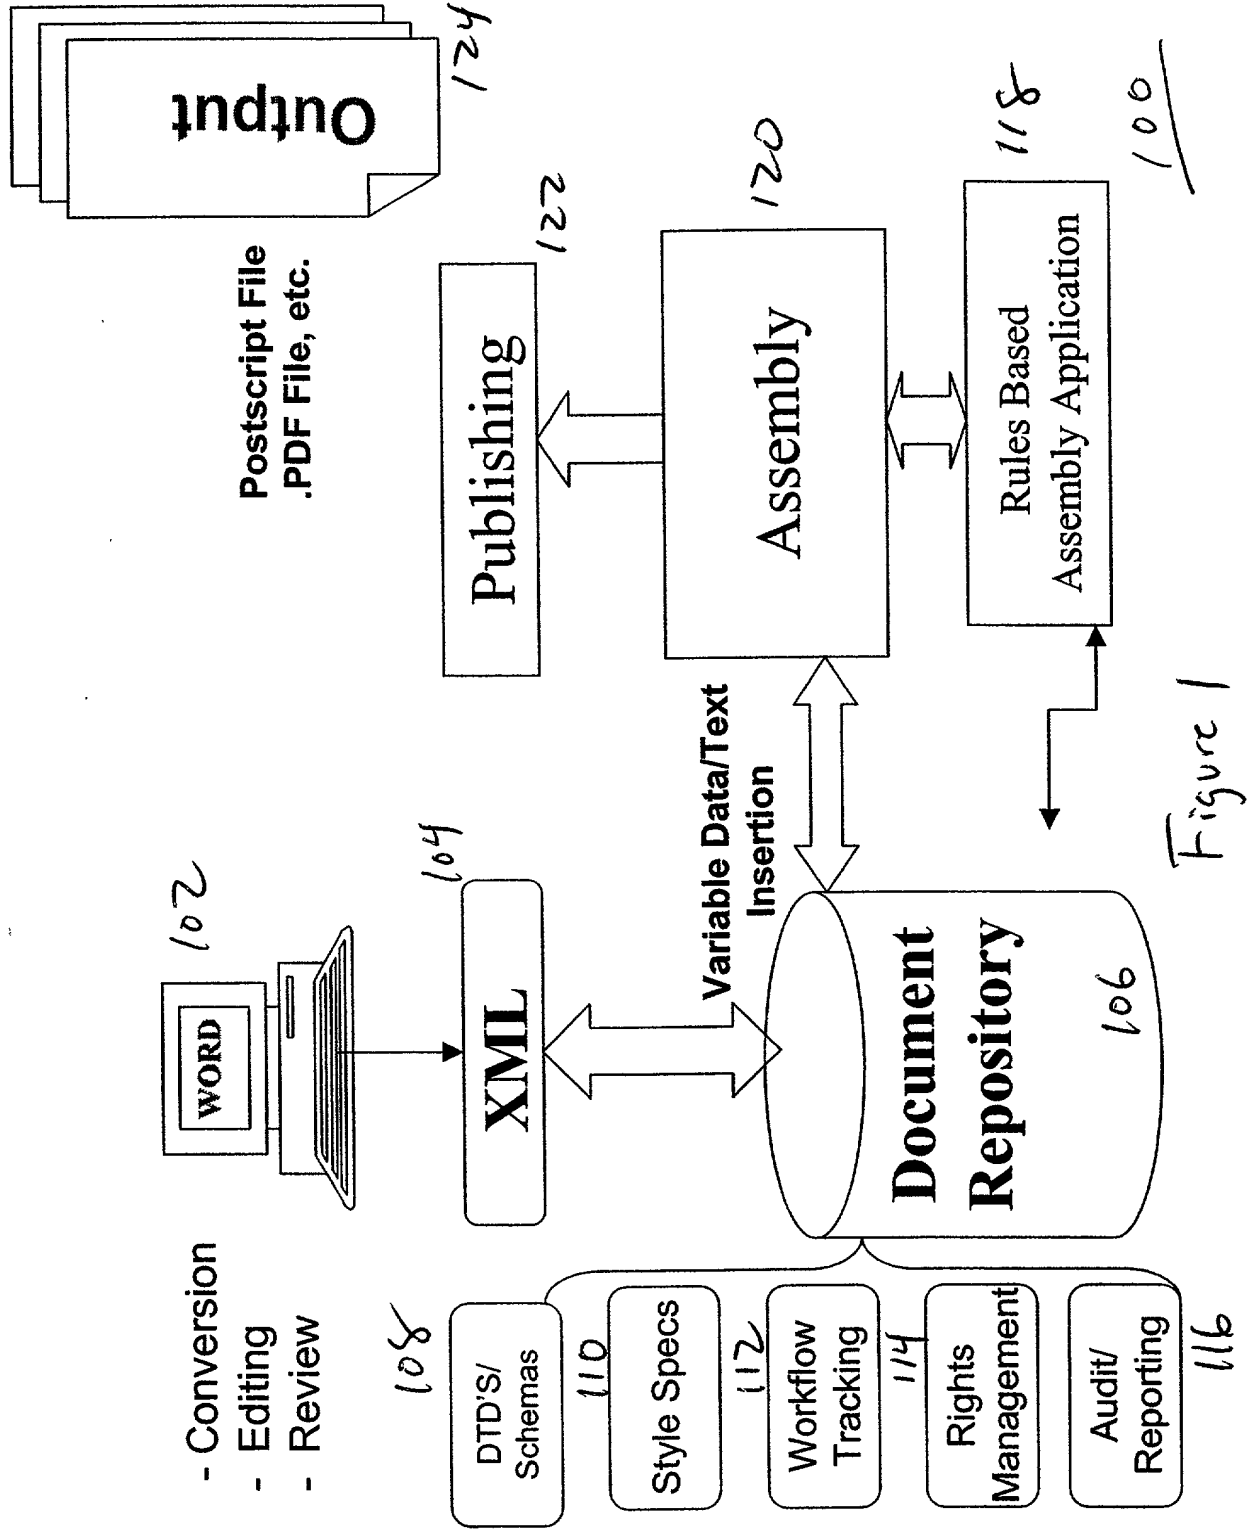 - Conversion
- Editing
- Review
WORD
102
Postscript File
.PDF File, etc.
Output
124
108
DTD'S/
Schemas
XML
104
Publishing
122
110
Style Specs
112
Workflow
Tracking
114
Rights
Management
Audit/
Reporting
116
Document
Repository
106
Variable Data/Text
Insertion
Assembly
120
Rules Based
Assembly Application
118
100
Figure 1